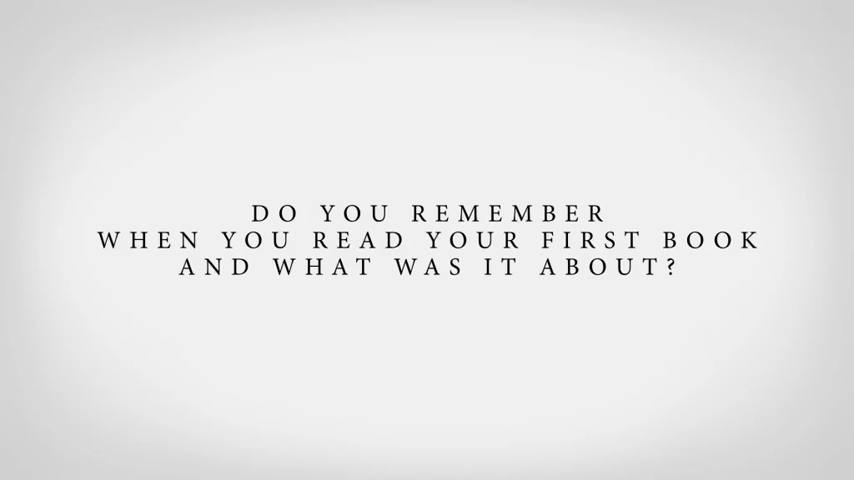 DO YOU REMEMBER
WHEN YOU READ YOUR FIRST BOOK
AND WHAT WAS IT ABOUT?